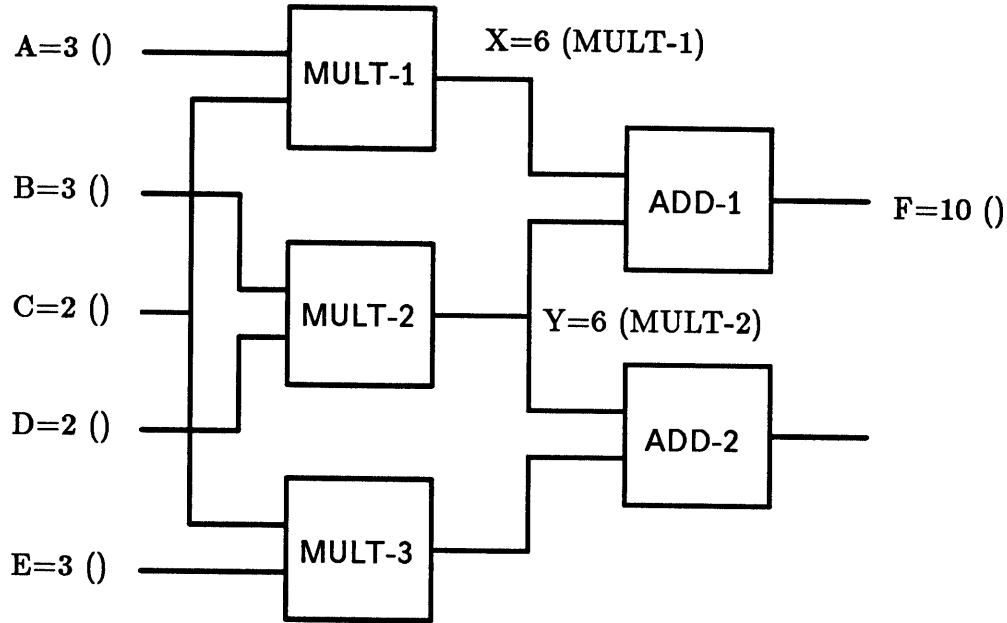 A=3 ()
MULT-1
X=6 (MULT-1)
B=3 ()
ADD-1
F=10 ()
C=2 ()
MULT-2
Y=6 (MULT-2)
D=2 ()
ADD-2
E=3 ()
MULT-3